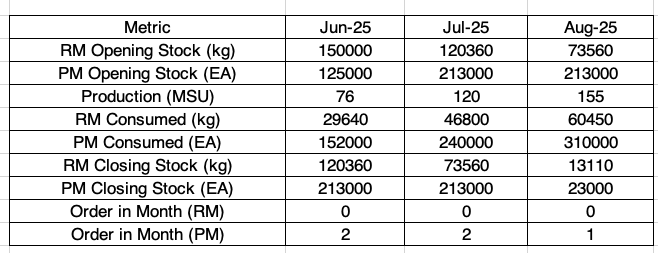 Metric Jun-25 Jul-25 Aug-25
RM Opening Stock (kg) 150000 120360 73560
PM Opening Stock (EA) 125000 213000 213000
Production (MSU) 76 120 155
RM Consumed (kg) 29640 46800 60450
PM Consumed (EA) 152000 240000 310000
RM Closing Stock (kg) 120360 73560 13110
PM Closing Stock (EA) 213000 213000 23000
Order in Month (RM) 0 0 0
Order in Month (PM) 2 2 1